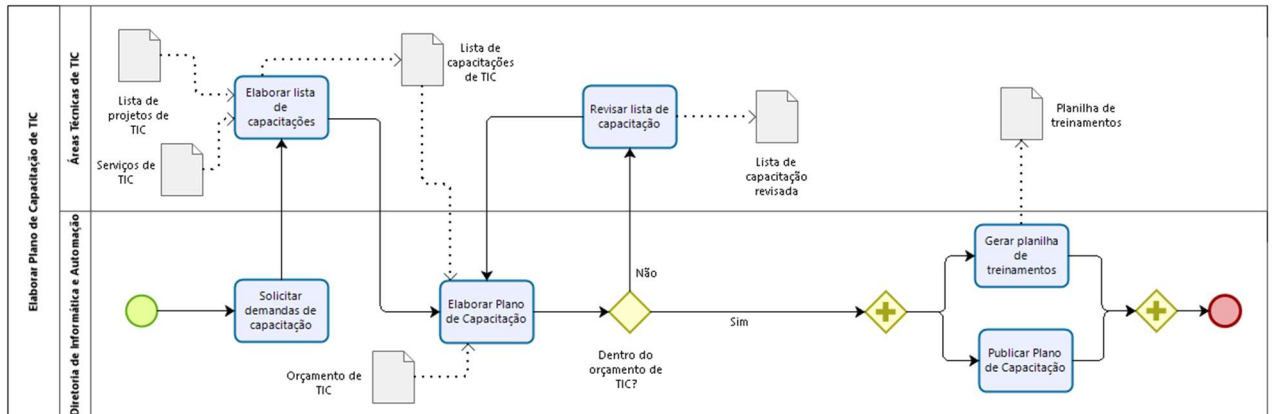 Elaborar Plano de Capacitação de TIC
Áreas Técnicas de TIC
Lista de
projetos de
TIC
Serviços de
TIC
Elaborar lista
de
capacitações
Lista de
capacitações
de TIC
Revisar lista de
capacitação
Lista de
capacitação
revisada
Planilha de
treinamentos
Diretoria de Informática e Automação
Solicitar
demandas de
capacitação
Orçamento de
TIC
Elaborar Plano
de Capacitação
Não
Sim
Dentro do
orçamento de
TIC?
Gerar planilha
de
treinamentos
Publicar Plano
de Capacitação